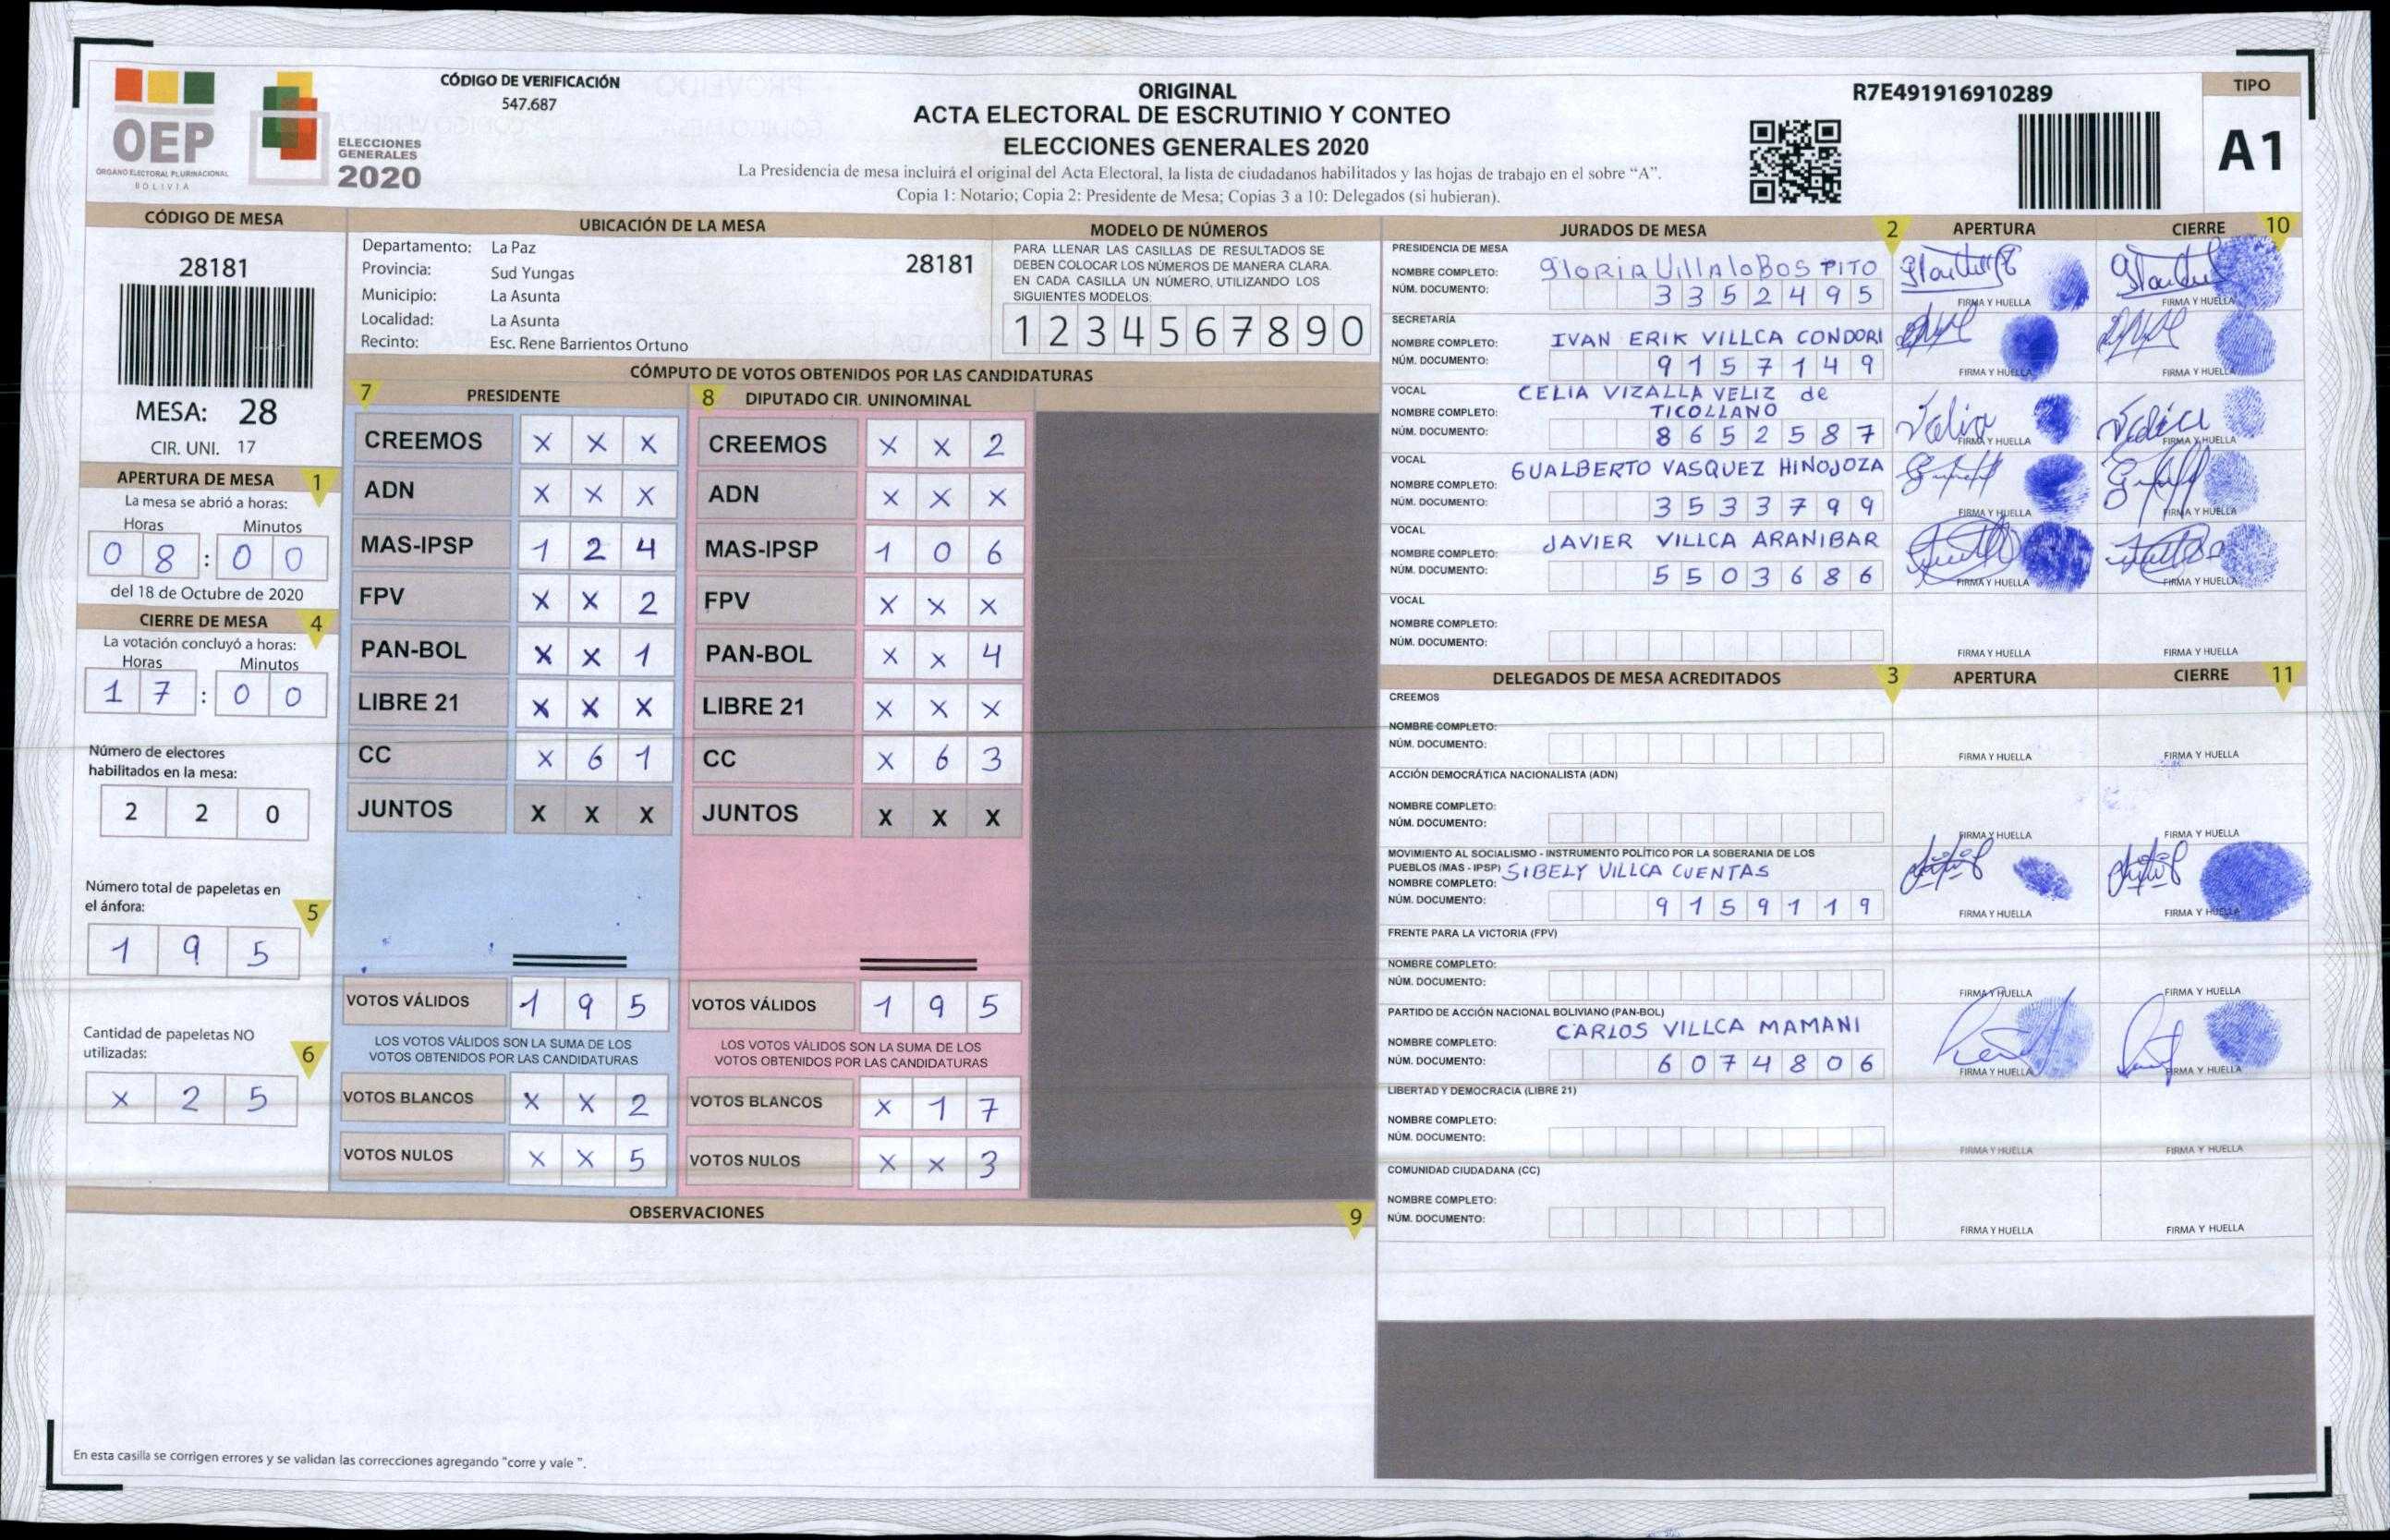 OEP
ÓRGANO ELECTORAL PLURINACIONAL
BOLIVIA
ELECCIONES
GENERALES
2020
CÓDIGO DE VERIFICACIÓN
547.687
ORIGINAL
ACTA ELECTORAL DE ESCRUTINIO Y CONTEO
ELECCIONES GENERALES 2020
La Presidencia de mesa incluirá el original del Acta Electoral, la lista de ciudadanos habilitados y las hojas de trabajo en el sobre “A”.
Copia 1: Notario; Copia 2: Presidente de Mesa; Copias 3 a 10: Delegados (si hubieran).
R7E491916910289
TIPO
A1
CÓDIGO DE MESA
28181
MESA: 28
CIR. UNI. 17
APERTURA DE MESA 1
La mesa se abrió a horas:
Horas Minutos
0 8 : 0 0
del 18 de Octubre de 2020
CIERRE DE MESA 4
La votación concluyó a horas:
Horas Minutos
1 7 : 0 0
Número de electores
habilitados en la mesa:
2 2 0
Número total de papeletas en
el ánfora: 5
1 9 5
Cantidad de papeletas NO
utilizadas: 6
X 2 5
UBICACIÓN DE LA MESA
Departamento: La Paz
28181
Provincia: Sud Yungas
Municipio: La Asunta
Localidad: La Asunta
Recinto: Esc. Rene Barrientos Ortuno
MODELO DE NÚMEROS
PARA LLENAR LAS CASILLAS DE RESULTADOS SE
DEBEN COLOCAR LOS NÚMEROS DE MANERA CLARA.
EN CADA CASILLA UN NÚMERO, UTILIZANDO LOS
SIGUIENTES MODELOS:
1 2 3 4 5 6 7 8 9 0
CÓMPUTO DE VOTOS OBTENIDOS POR LAS CANDIDATURAS
7 PRESIDENTE
CREEMOS X X X
ADN X X X
MAS-IPSP 1 2 4
FPV X X 2
PAN-BOL X X 1
LIBRE 21 X X X
CC X 6 1
JUNTOS X X X
VOTOS VÁLIDOS 1 9 5
LOS VOTOS VÁLIDOS SON LA SUMA DE LOS
VOTOS OBTENIDOS POR LAS CANDIDATURAS
VOTOS BLANCOS X X 2
VOTOS NULOS X X 5
8 DIPUTADO CIR. UNINOMINAL
CREEMOS X X 2
ADN X X X
MAS-IPSP 1 0 6
FPV X X X
PAN-BOL X X 4
LIBRE 21 X X X
CC X 6 3
JUNTOS X X X
VOTOS VÁLIDOS 1 9 5
LOS VOTOS VÁLIDOS SON LA SUMA DE LOS
VOTOS OBTENIDOS POR LAS CANDIDATURAS
VOTOS BLANCOS X 1 7
VOTOS NULOS X X 3
OBSERVACIONES 9
En esta casilla se corrigen errores y se validan las correcciones agregando "corre y vale ".
JURADOS DE MESA 2 APERTURA CIERRE 10
PRESIDENCIA DE MESA
NOMBRE COMPLETO: GLORIA VILLALOBOS PITO
NÚM. DOCUMENTO: 3 3 5 2 4 9 5
FIRMA Y HUELLA FIRMA Y HUELLA
SECRETARÍA
NOMBRE COMPLETO: IVAN ERIK VILLCA CONDORI
NÚM. DOCUMENTO: 9 1 5 7 1 4 9
FIRMA Y HUELLA FIRMA Y HUELLA
VOCAL
NOMBRE COMPLETO: CELIA VIZALLA VELIZ de
TICOLLANO
NÚM. DOCUMENTO: 8 6 5 2 5 8 7
FIRMA Y HUELLA FIRMA Y HUELLA
VOCAL
NOMBRE COMPLETO: GUALBERTO VASQUEZ HINOJOZA
NÚM. DOCUMENTO: 3 5 3 3 7 9 9
FIRMA Y HUELLA FIRMA Y HUELLA
VOCAL
NOMBRE COMPLETO: JAVIER VILLCA ARANIBAR
NÚM. DOCUMENTO: 5 5 0 3 6 8 6
FIRMA Y HUELLA FIRMA Y HUELLA
VOCAL
NOMBRE COMPLETO:
NÚM. DOCUMENTO:
FIRMA Y HUELLA FIRMA Y HUELLA
DELEGADOS DE MESA ACREDITADOS 3 APERTURA CIERRE 11
CREEMOS
NOMBRE COMPLETO:
NÚM. DOCUMENTO:
FIRMA Y HUELLA FIRMA Y HUELLA
ACCIÓN DEMOCRÁTICA NACIONALISTA (ADN)
NOMBRE COMPLETO:
NÚM. DOCUMENTO:
FIRMA Y HUELLA FIRMA Y HUELLA
MOVIMIENTO AL SOCIALISMO - INSTRUMENTO POLÍTICO POR LA SOBERANIA DE LOS
PUEBLOS (MAS - IPSP)
NOMBRE COMPLETO: SIBELY VILLCA CUENTAS
NÚM. DOCUMENTO: 9 1 5 9 1 1 9
FIRMA Y HUELLA FIRMA Y HUELLA
FRENTE PARA LA VICTORIA (FPV)
NOMBRE COMPLETO:
NÚM. DOCUMENTO:
FIRMA Y HUELLA FIRMA Y HUELLA
PARTIDO DE ACCIÓN NACIONAL BOLIVIANO (PAN-BOL)
NOMBRE COMPLETO: CARLOS VILLCA MAMANI
NÚM. DOCUMENTO: 6 0 7 4 8 0 6
FIRMA Y HUELLA FIRMA Y HUELLA
LIBERTAD Y DEMOCRACIA (LIBRE 21)
NOMBRE COMPLETO:
NÚM. DOCUMENTO:
FIRMA Y HUELLA FIRMA Y HUELLA
COMUNIDAD CIUDADANA (CC)
NOMBRE COMPLETO:
NÚM. DOCUMENTO:
FIRMA Y HUELLA FIRMA Y HUELLA